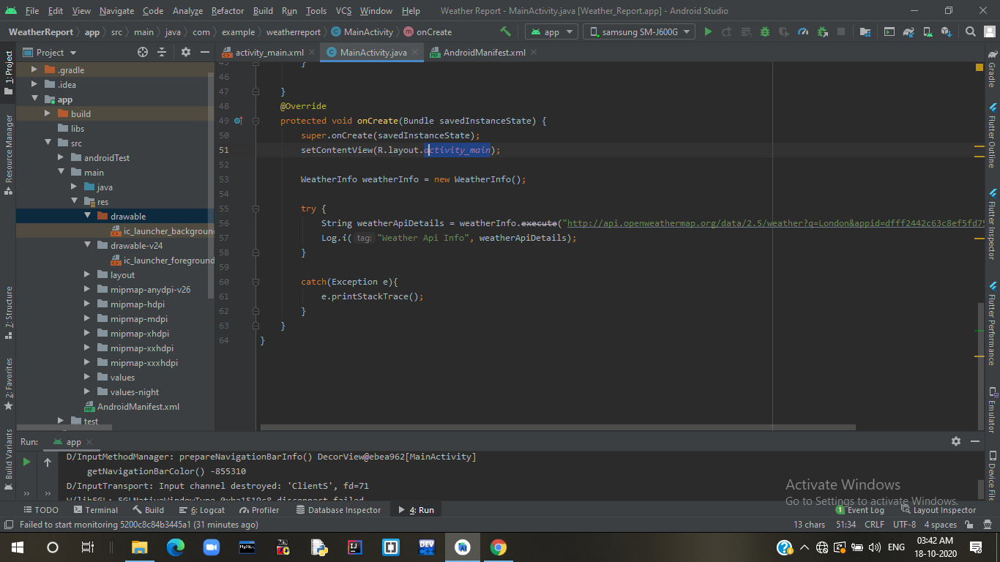 File Edit View Navigate Code Analyze Refactor Build Run Tools VCS Window Help Weather Report - MainActivity.java [Weather_Report.app] - Android Studio
WeatherReport app src main java com example weatherreport MainActivity onCreate app samsung SM-J600G
Project
activity_main.xml MainActivity.java AndroidManifest.xml
1: Project
Resource Manager
7: Structure
2: Favorites
Build Variants
.gradle
.idea
app
build
libs
src
androidTest
main
java
res
drawable
ic_launcher_backgroun
drawable-v24
ic_launcher_foreground
layout
mipmap-anydpi-v26
mipmap-hdpi
mipmap-mdpi
mipmap-xhdpi
mipmap-xxhdpi
mipmap-xxxhdpi
values
values-night
AndroidManifest.xml
test
45 }
46
47 }
48 @Override
49 protected void onCreate(Bundle savedInstanceState) {
50 super.onCreate(savedInstanceState);
51 setContentView(R.layout.activity_main);
52
53 WeatherInfo weatherInfo = new WeatherInfo();
54
55 try {
56 String weatherApiDetails = weatherInfo.execute("http://api.openweathermap.org/data/2.5/weather?q=London&appid=dfff2442c63c8ef5fd75
57 Log.i( tag: "Weather Api Info", weatherApiDetails);
58 }
59
60 catch(Exception e){
61 e.printStackTrace();
62 }
63 }
64 }
Gradle
Flutter Outline
Flutter Inspector
Flutter Performance
Emulator
Device File
Run: app
D/InputMethodManager: prepareNavigationBarInfo() DecorView@ebea962[MainActivity]
getNavigationBarColor() -855310
D/InputTransport: Input channel destroyed: 'ClientS', fd=71
Activate Windows
Go to Settings to activate Windows.
TODO Terminal Build 6: Logcat Profiler Database Inspector 4: Run 1 Event Log Layout Inspector
Failed to start monitoring 5200c8c84b3445a1 (31 minutes ago) 13 chars 51:34 CRLF UTF-8 4 spaces
ENG 03:42 AM
18-10-2020